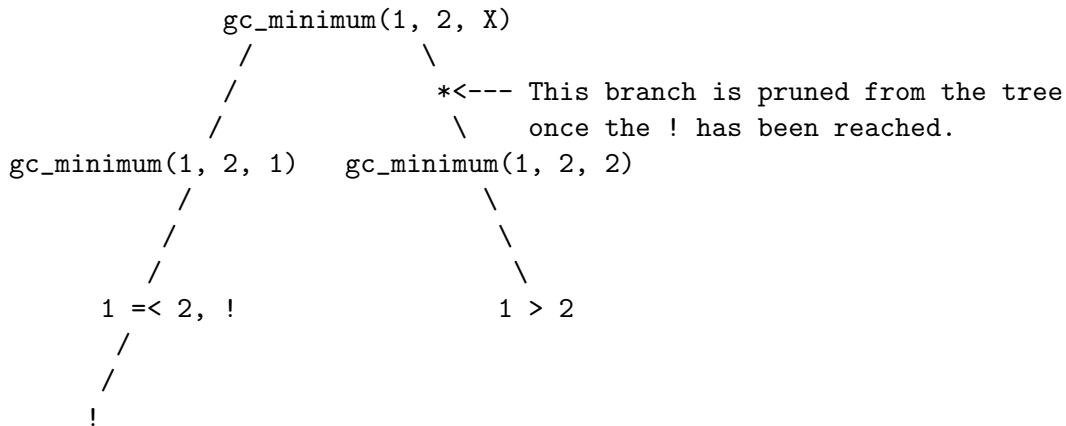 gc_minimum(1, 2, X)
/ \
/ *<--- This branch is pruned from the tree
/ \ once the ! has been reached.
gc_minimum(1, 2, 1) gc_minimum(1, 2, 2)
/ \
/ \
/ \
1 =< 2, ! 1 > 2
/
/
!